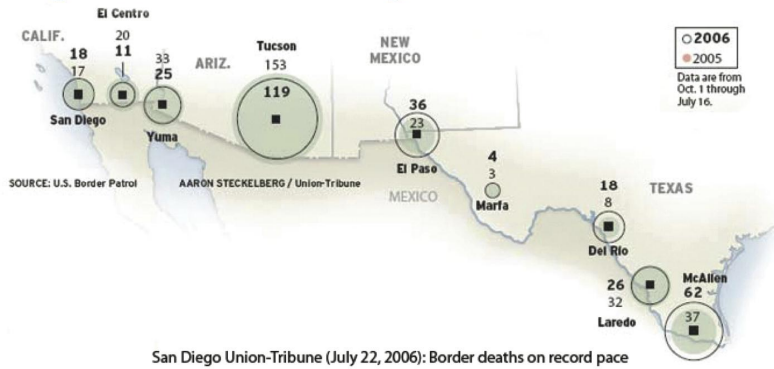 El Centro
CALIF.
20
11
18
17
San Diego
33
25
Yuma
ARIZ.
Tucson
153
119
NEW
MEXICO
36
23
El Paso
4
3
Marfa
MEXICO
TEXAS
18
8
Del Rio
26
32
Laredo
McAllen
62
37
2006
2005
Data are from
Oct. 1 through
July 16.
SOURCE: U.S. Border Patrol
AARON STECKELBERG / Union-Tribune
San Diego Union-Tribune (July 22, 2006): Border deaths on record pace